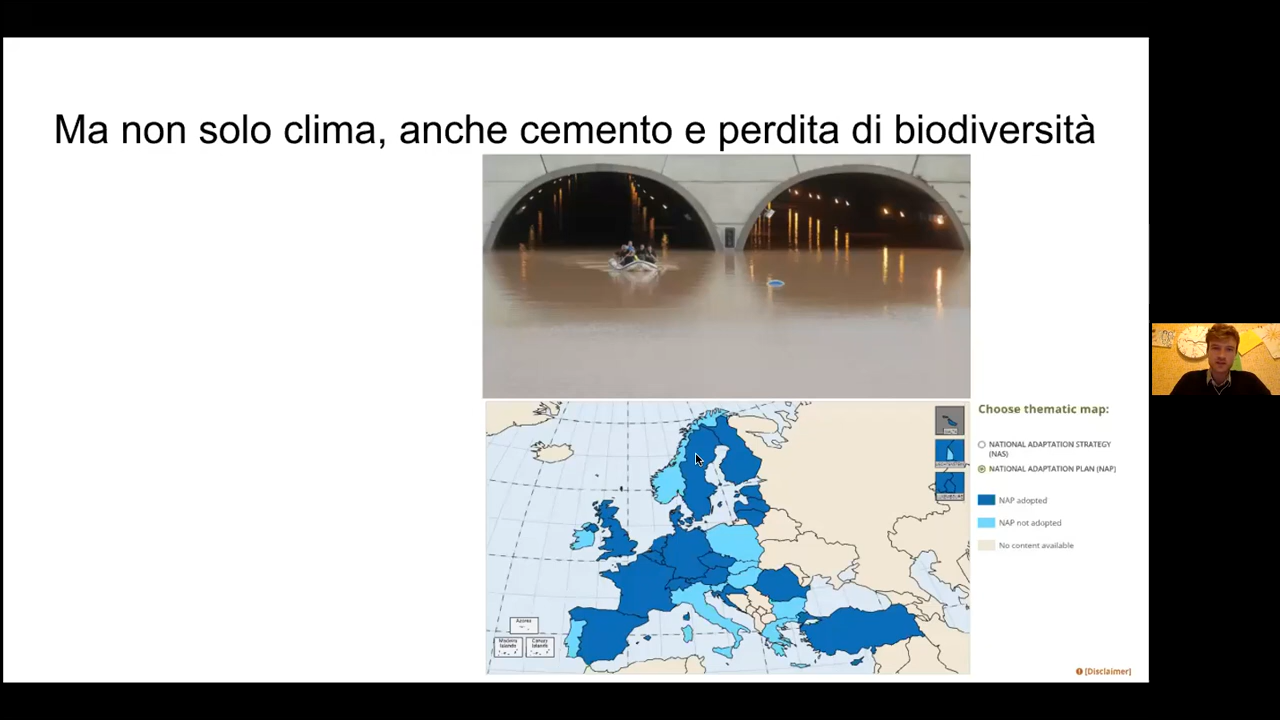 Ma non solo clima, anche cemento e perdita di biodiversità
Choose thematic map:
NATIONAL ADAPTATION STRATEGY
(NAS)
NATIONAL ADAPTATION PLAN (NAP)
NAP adopted
NAP not adopted
No content available
Azores
Madeira
Islands
Canary
Islands
[Disclaimer]